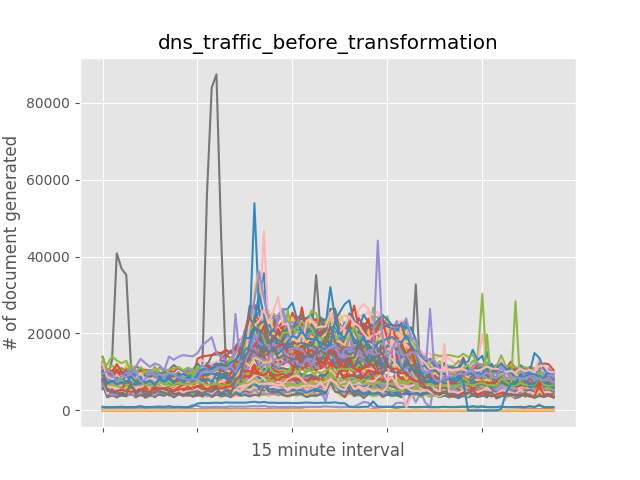 dns_traffic_before_transformation
# of document generated
80000
60000
40000
20000
0
15 minute interval